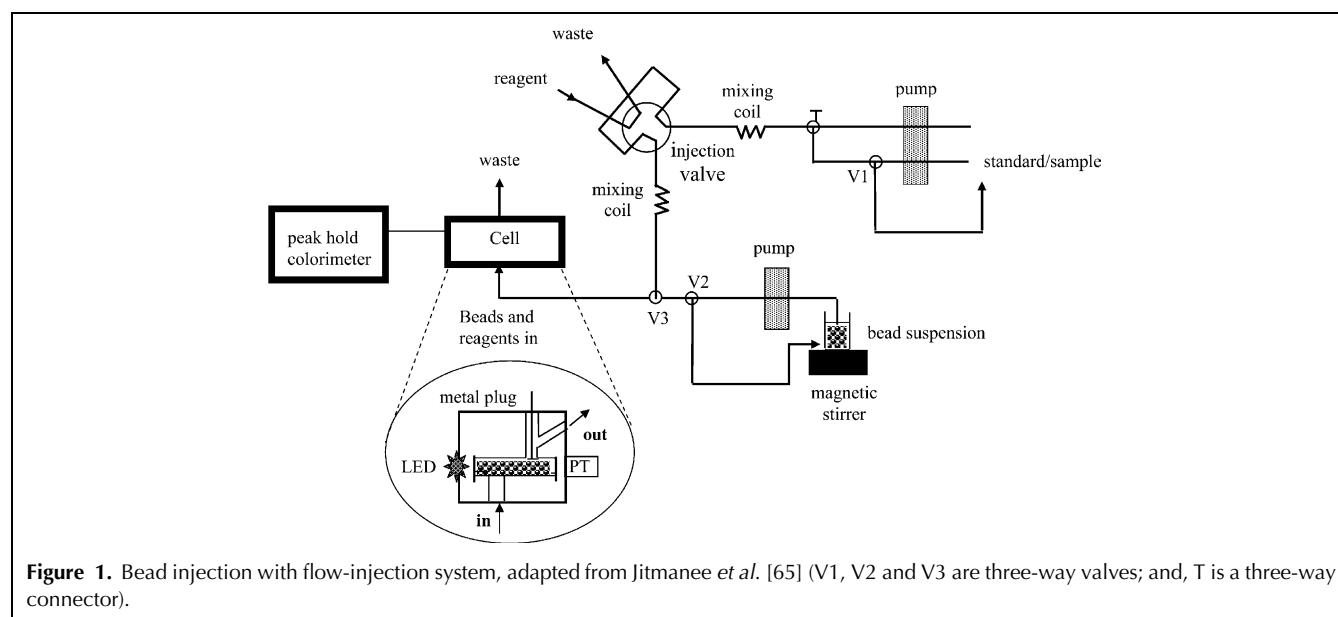 waste
reagent
mixing
coil
pump
T
injection
valve
standard/sample
V1
waste
mixing
coil
peak hold
colorimeter
Cell
pump
V2
V3
Beads and
reagents in
bead suspension
magnetic
stirrer
metal plug
out
LED
PT
in
Figure 1. Bead injection with flow-injection system, adapted from Jitmanee et al. [65] (V1, V2 and V3 are three-way valves; and, T is a three-way
connector).